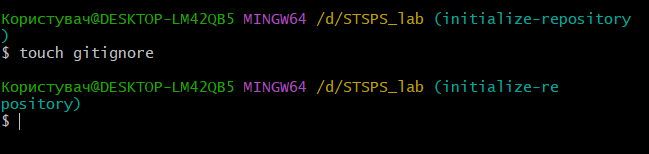 Користувач@DESKTOP-LM42QB5 MINGW64 /d/STSPS_lab (initialize-repository
)
$ touch gitignore
Користувач@DESKTOP-LM42QB5 MINGW64 /d/STSPS_lab (initialize-re
pository)
$